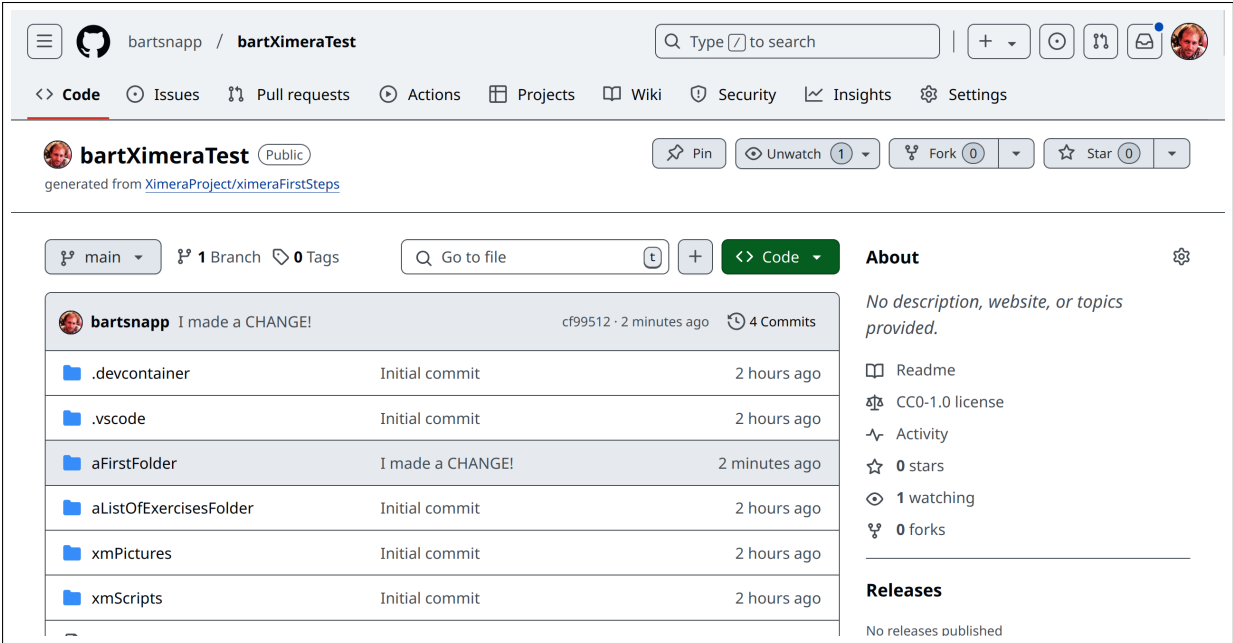 bartsnapp / bartXimeraTest Type / to search
Code Issues Pull requests Actions Projects Wiki Security Insights Settings
bartXimeraTest Public Pin Unwatch 1 Fork 0 Star 0
generated from XimeraProject/ximeraFirstSteps
main 1 Branch 0 Tags Go to file t Code
bartsnapp I made a CHANGE! cf99512 · 2 minutes ago 4 Commits
.devcontainer Initial commit 2 hours ago
.vscode Initial commit 2 hours ago
aFirstFolder I made a CHANGE! 2 minutes ago
aListOfExercisesFolder Initial commit 2 hours ago
xmPictures Initial commit 2 hours ago
xmScripts Initial commit 2 hours ago
About
No description, website, or topics
provided.
Readme
CC0-1.0 license
Activity
0 stars
1 watching
0 forks
Releases
No releases published